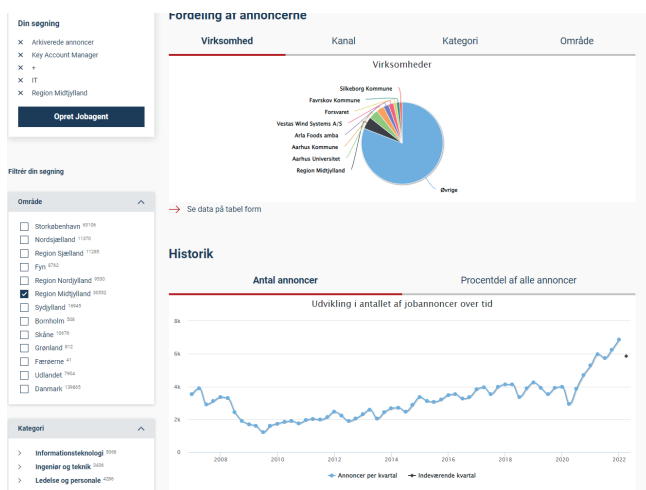 Din søgning
× Arkiverede annoncer
× Key Account Manager
× +
× IT
× Region Midtjylland
Opret Jobagent
Filtrér din søgning
Område
Storkøbenhavn
Nordsjælland
Region Sjælland
Fyn
Region Nordjylland
Region Midtjylland
Sydjylland
Bornholm
Skåne
Grønland
Færøerne
Udlandet
Danmark
Kategori
> Informationsteknologi
> Ingeniør og teknik
> Ledelse og personale
Fordeling af annoncerne
Virksomhed Kanal Kategori Område
Virksomheder
Silkeborg Kommune
Favrskov Kommune
Forsvaret
Vestas Wind Systems A/S
Arla Foods amba
Aarhus Kommune
Aarhus Universitet
Region Midtjylland
Øvrige
→ Se data på tabel form
Historik
Antal annoncer Procentdel af alle annoncer
Udvikling i antallet af jobannoncer over tid
8k
6k
4k
2k
0
2008 2010 2012 2014 2016 2018 2020 2022
Annoncer per kvartal Indeværende kvartal